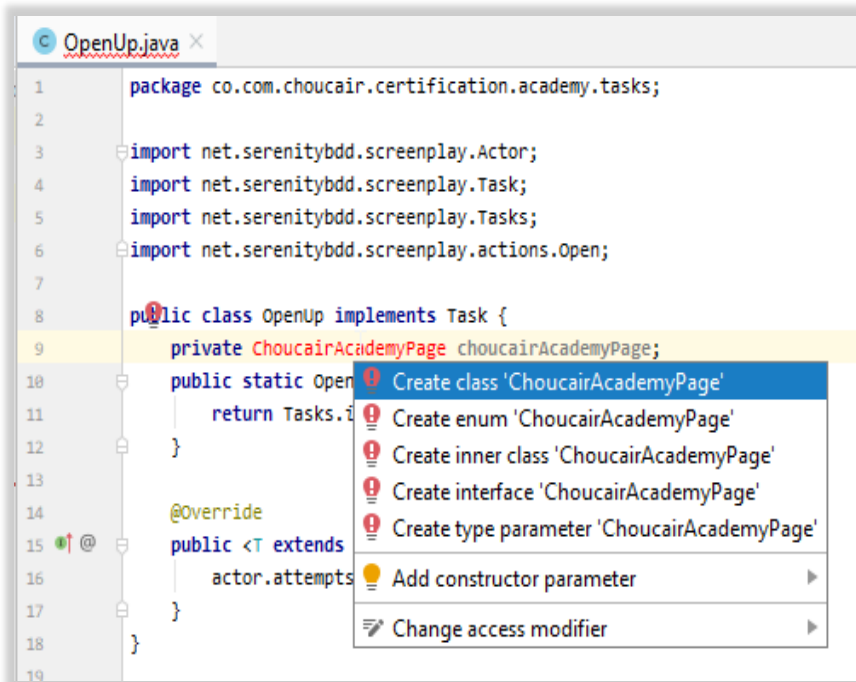 OpenUp.java
1 package co.com.choucair.certification.academy.tasks;
2
3 import net.serenitybdd.screenplay.Actor;
4 import net.serenitybdd.screenplay.Task;
5 import net.serenitybdd.screenplay.Tasks;
6 import net.serenitybdd.screenplay.actions.Open;
7
8 public class OpenUp implements Task {
9 private ChoucairAcademyPage choucairAcademyPage;
10 public static Open
11 return Tasks.i
12 }
13
14 @Override
15 public <T extends
16 actor.attempts
17 }
18 }
19
Create class 'ChoucairAcademyPage'
Create enum 'ChoucairAcademyPage'
Create inner class 'ChoucairAcademyPage'
Create interface 'ChoucairAcademyPage'
Create type parameter 'ChoucairAcademyPage'
Add constructor parameter
Change access modifier